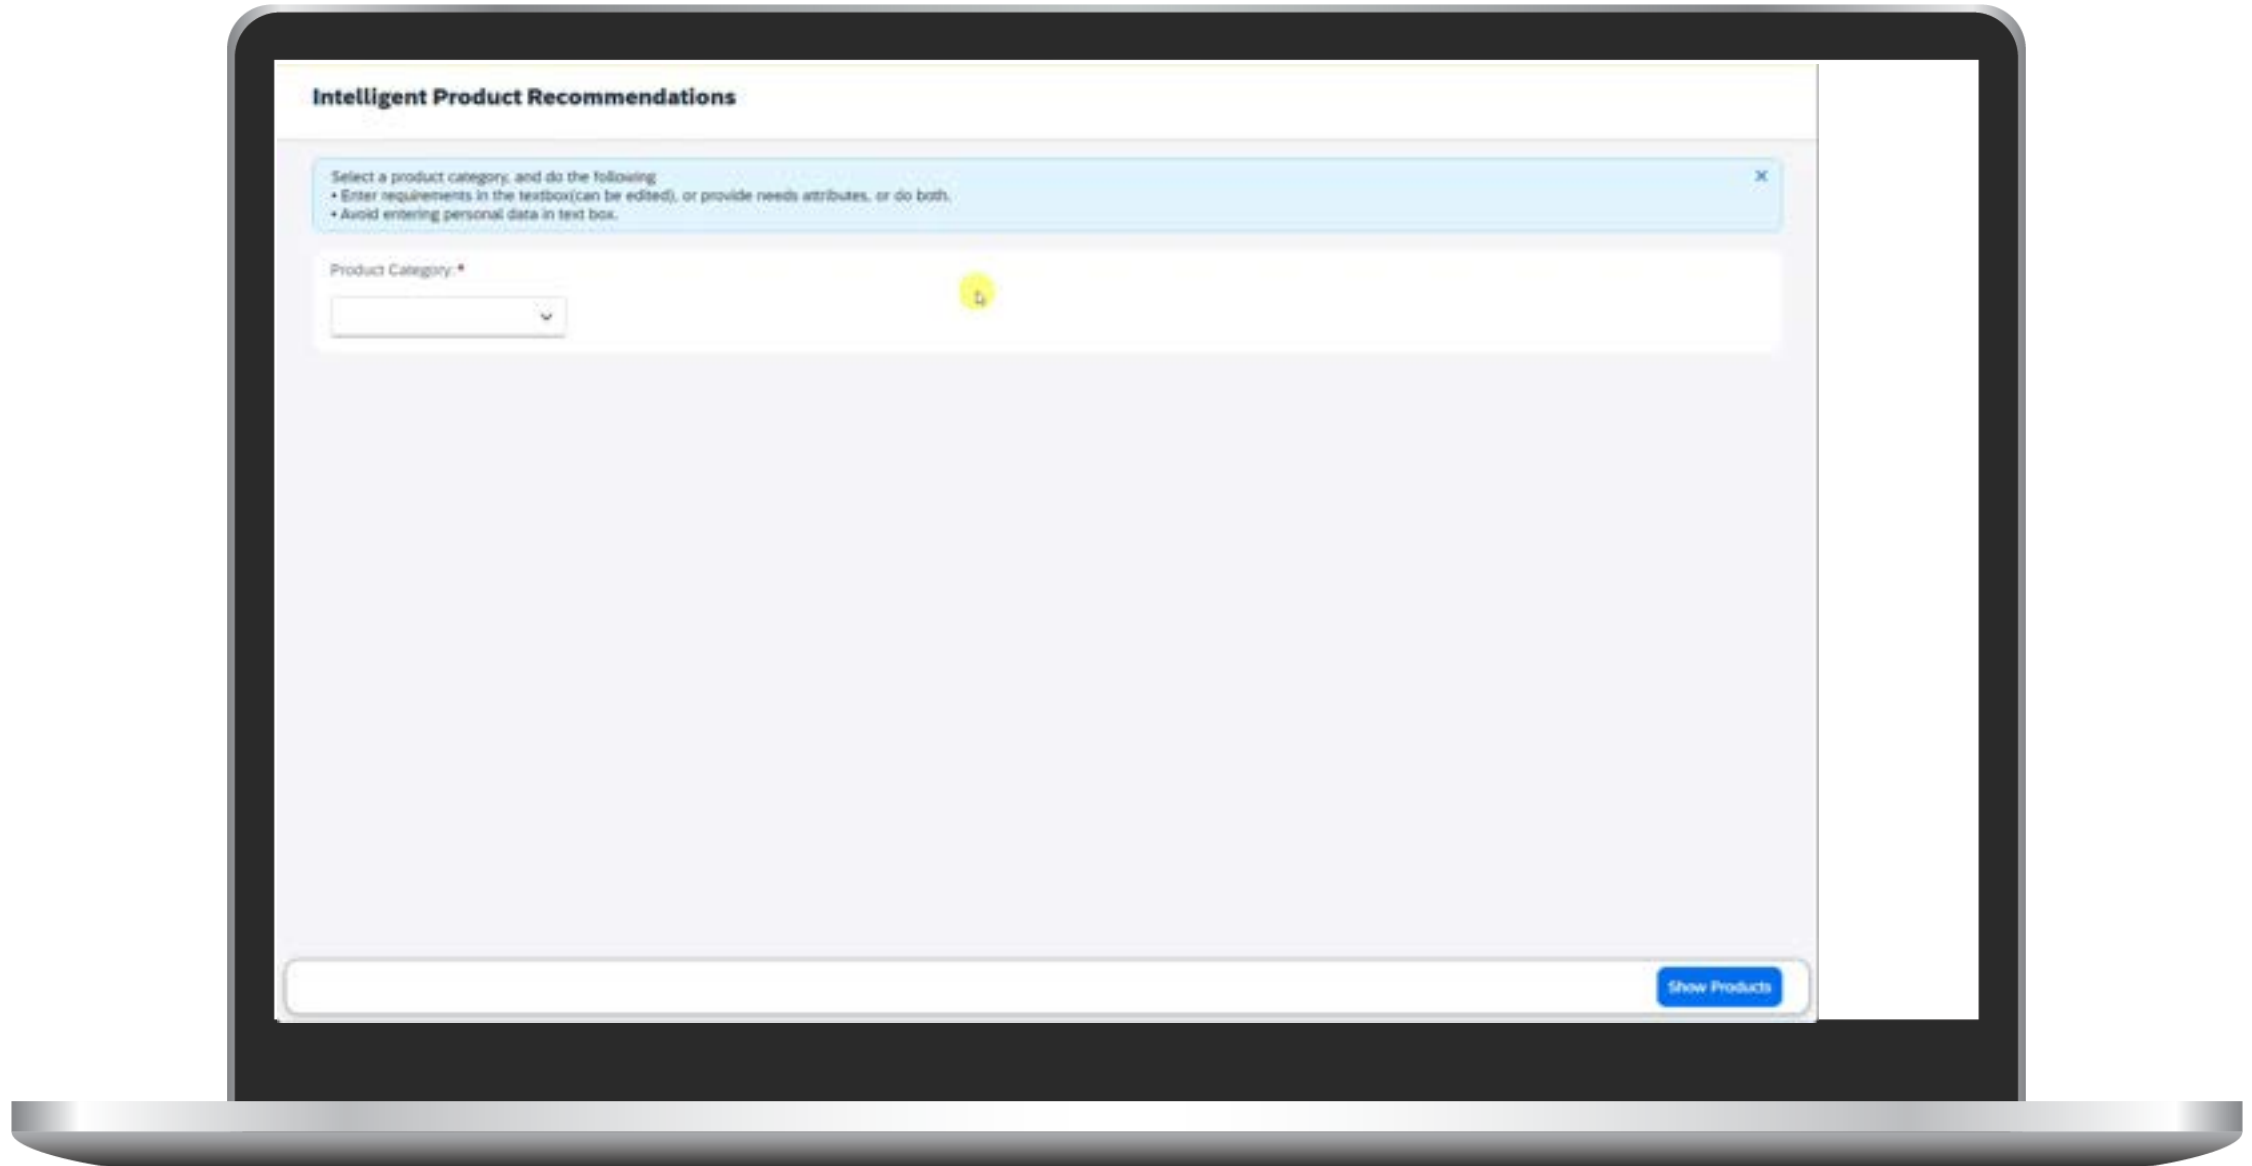 Intelligent Product Recommendations
Select a product category, and do the following
• Enter requirements in the textbox(can be edited), or provide needs attributes, or do both.
• Avoid entering personal data in text box.
Product Category: *
Show Products